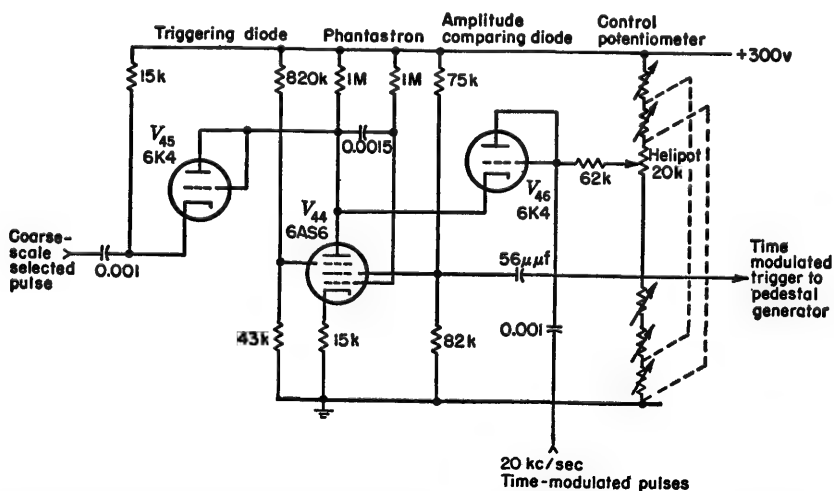 Triggering diode
Phantastron
Amplitude
comparing diode
Control
potentiometer
+300v
15k
820k
1M
1M
75k
V45
6K4
0.0015
V46
6K4
62k
Helipot
20k
V44
6AS6
Coarse-
scale
selected
pulse
0.001
56μμf
Time
modulated
trigger to
pedestal
generator
43k
15k
82k
0.001
20 kc/sec
Time-modulated pulses